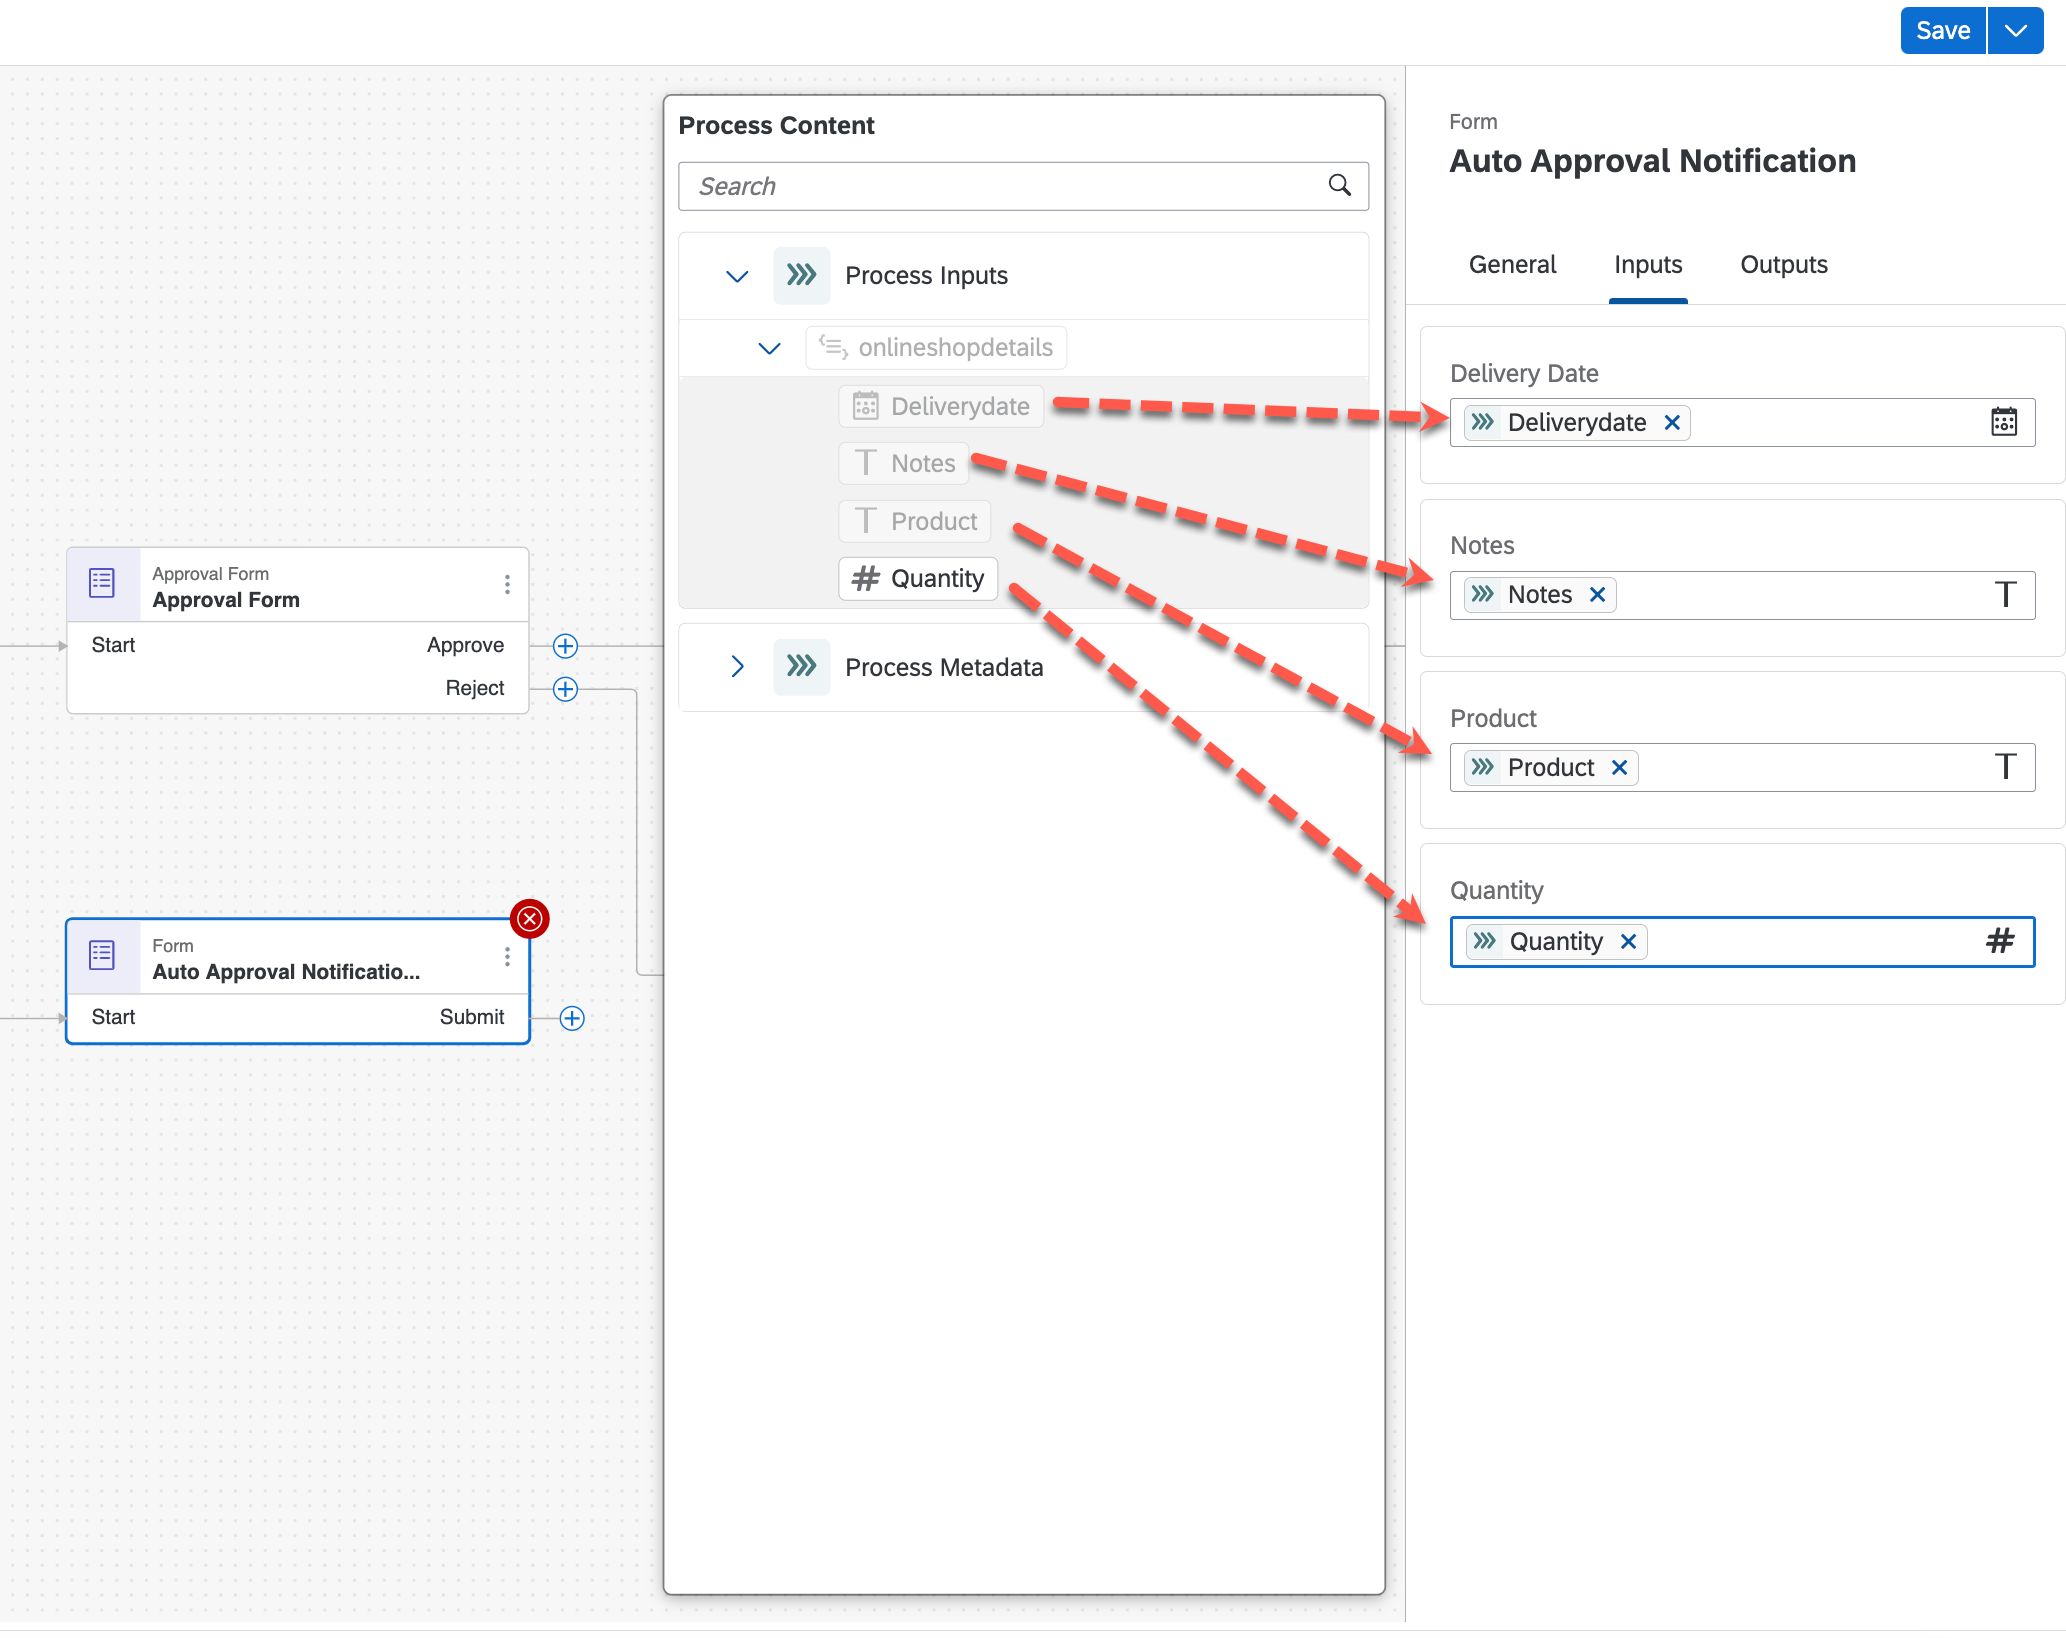 Save
Process Content
Search
Process Inputs
onlineshopdetails
Deliverydate
Notes
Product
Quantity
Process Metadata
Approval Form
Approval Form
Start
Approve
Reject
Form
Auto Approval Notificatio...
Start
Submit
Form
Auto Approval Notification
General Inputs Outputs
Delivery Date
Deliverydate
Notes
Notes
Product
Product
Quantity
Quantity